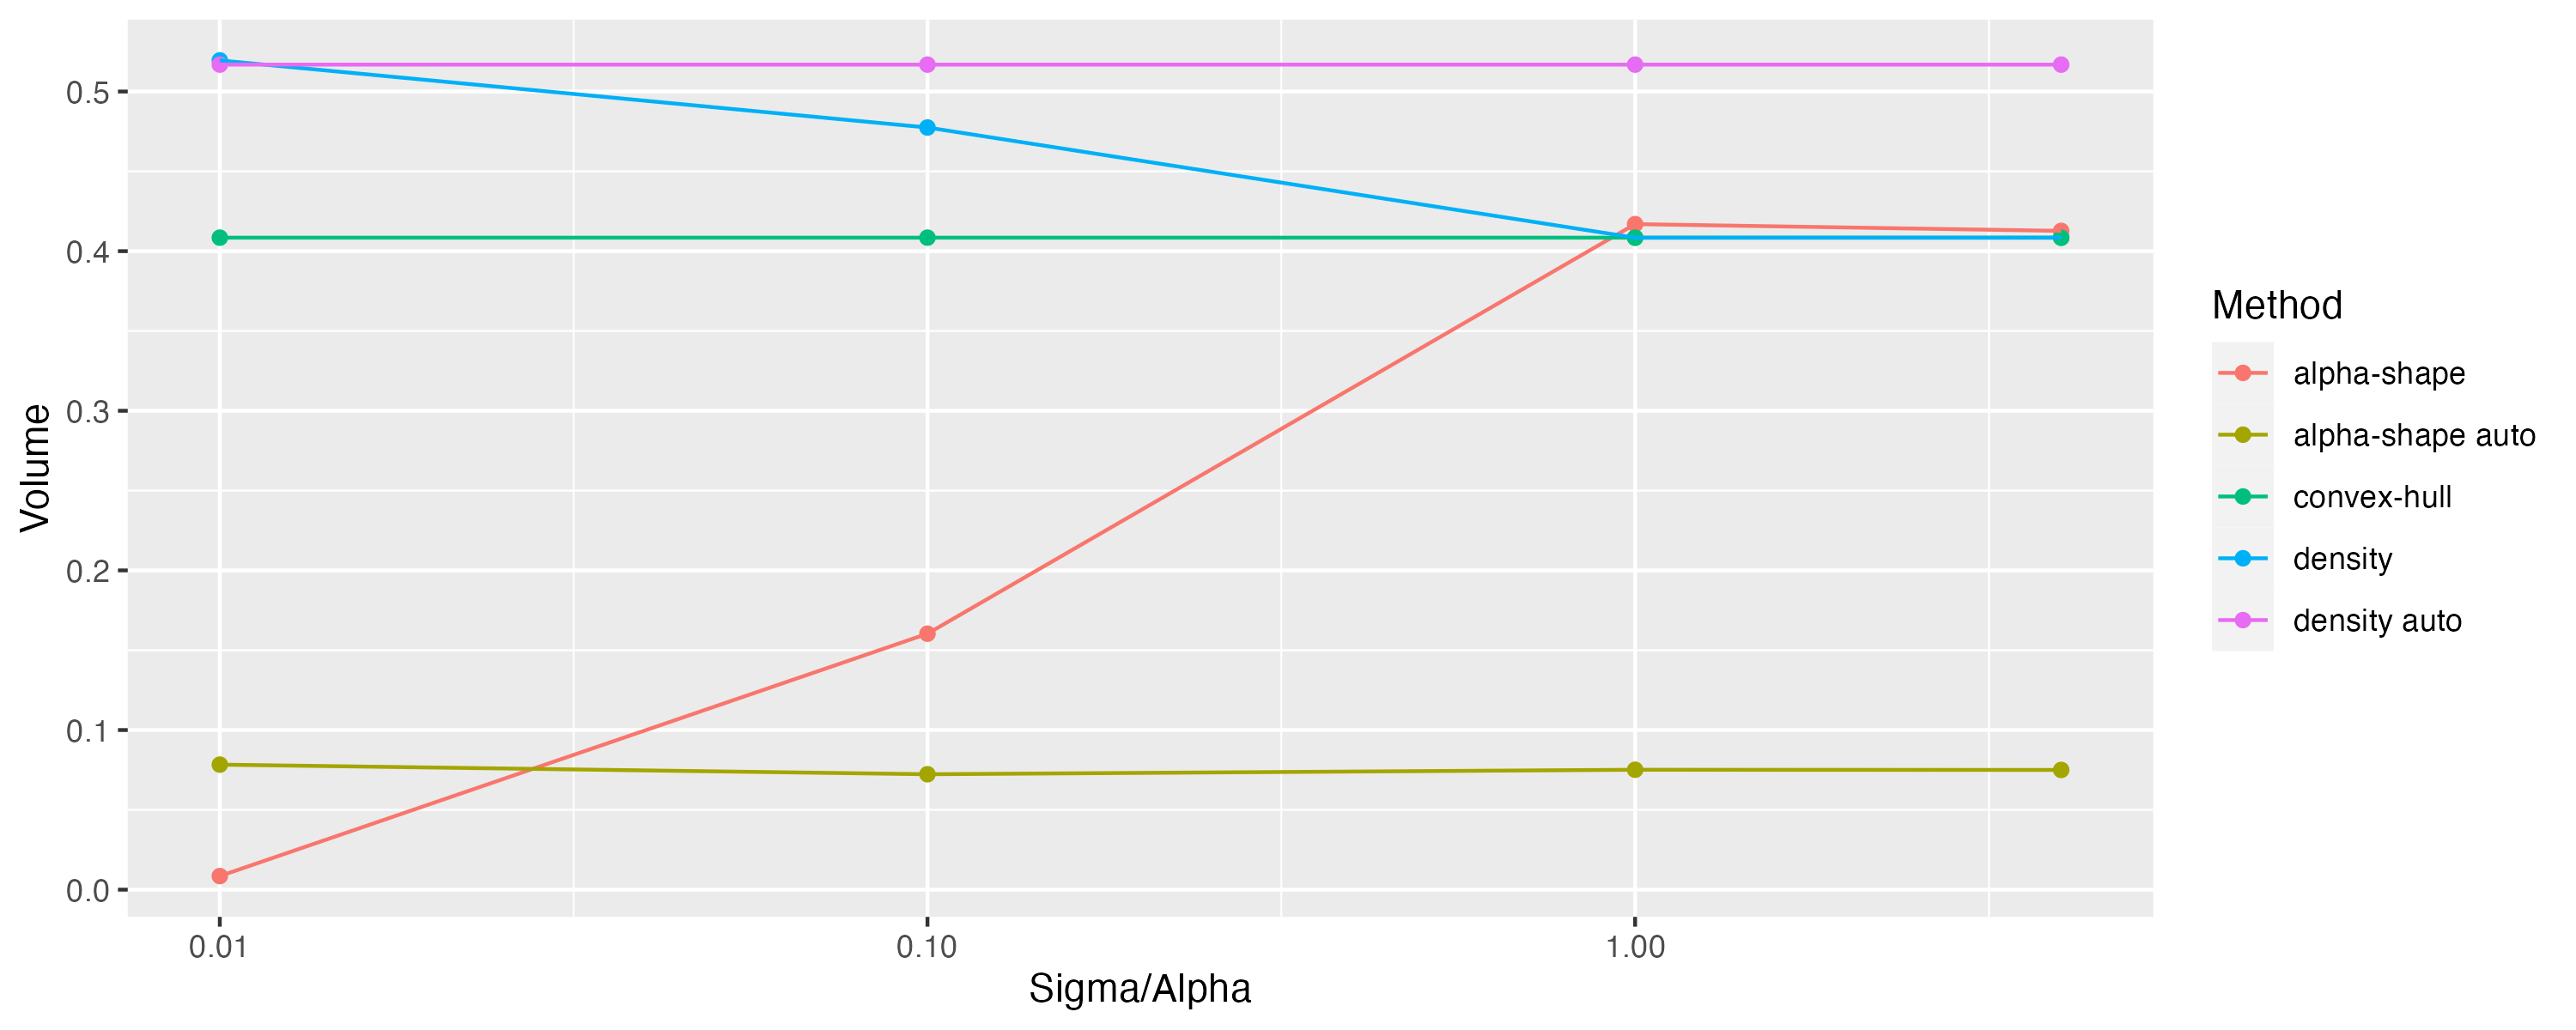 0.5
0.4
0.3
0.2
0.1
0.0
Volume
0.01
0.10
1.00
Sigma/Alpha
Method
alpha-shape
alpha-shape auto
convex-hull
density
density auto